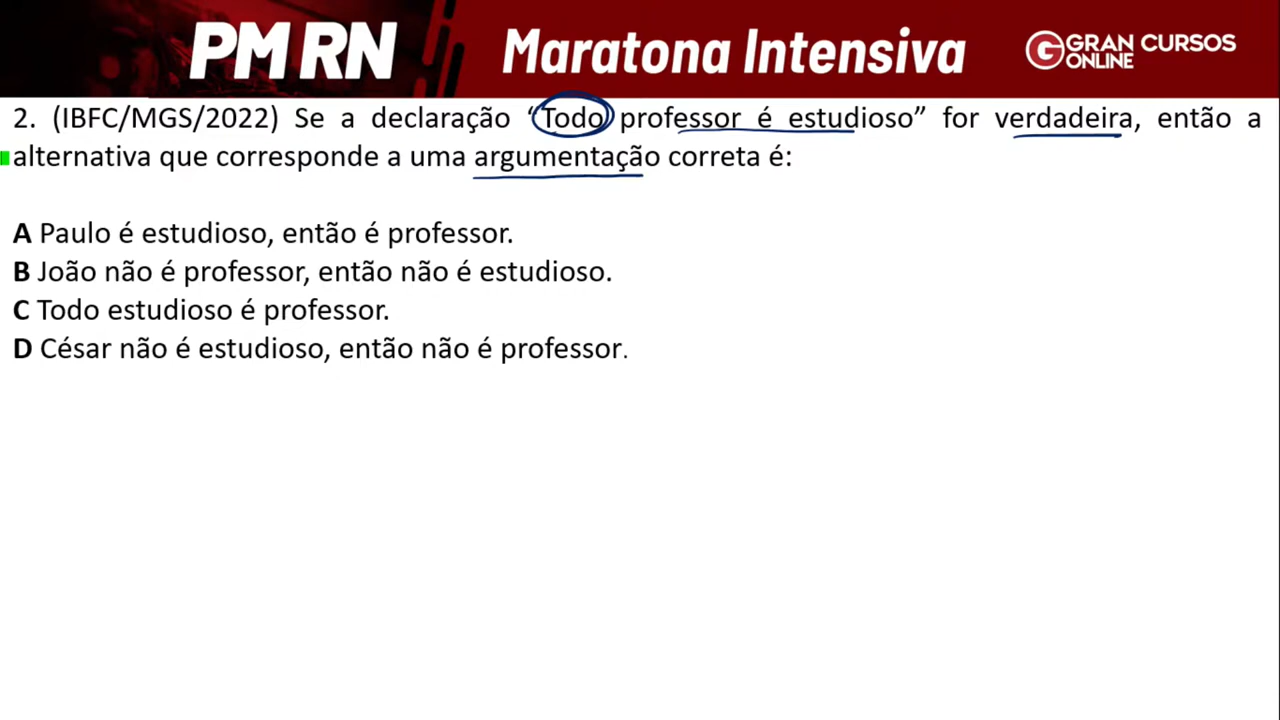 PM RN
Maratona Intensiva
GRAN CURSOS
ONLINE
2. (IBFC/MGS/2022) Se a declaração “Todo professor é estudioso” for verdadeira, então a
alternativa que corresponde a uma argumentação correta é:
A Paulo é estudioso, então é professor.
B João não é professor, então não é estudioso.
C Todo estudioso é professor.
D César não é estudioso, então não é professor.